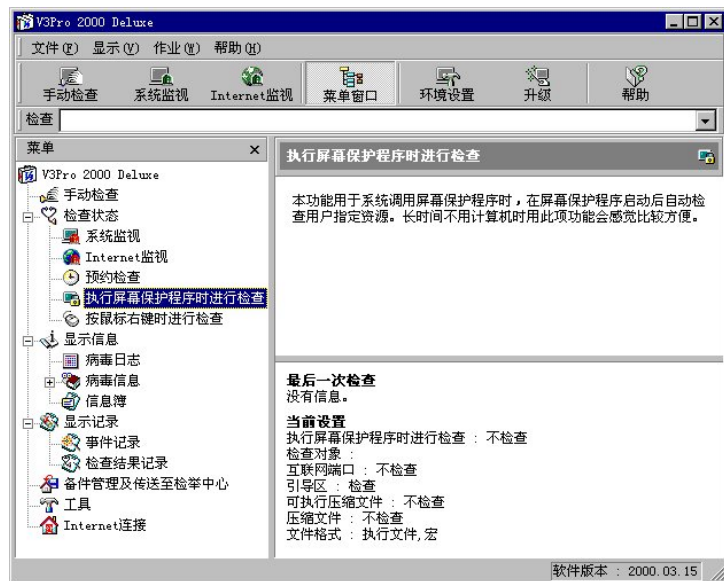 V3Pro 2000 Deluxe
文件(F) 显示(V) 作业(W) 帮助(H)
手动检查 系统监视 Internet监视 菜单窗口 环境设置 升级 帮助
检查
菜单
V3Pro 2000 Deluxe
手动检查
检查状态
系统监视
Internet监视
预约检查
执行屏幕保护程序时进行检查
按鼠标右键时进行检查
显示信息
病毒日志
病毒信息
信息簿
显示记录
事件记录
检查结果记录
备件管理及传送至检举中心
工具
Internet连接
执行屏幕保护程序时进行检查
本功能用于系统调用屏幕保护程序时，在屏幕保护程序启动后自动检
查用户指定资源。长时间不用计算机时用此项功能会感觉比较方便。
最后一次检查
没有信息。
当前设置
执行屏幕保护程序时进行检查 : 不检查
检查对象 :
互联网端口 : 不检查
引导区 : 检查
可执行压缩文件 : 不检查
压缩文件 : 不检查
文件格式 : 执行文件,宏
软件版本 : 2000.03.15